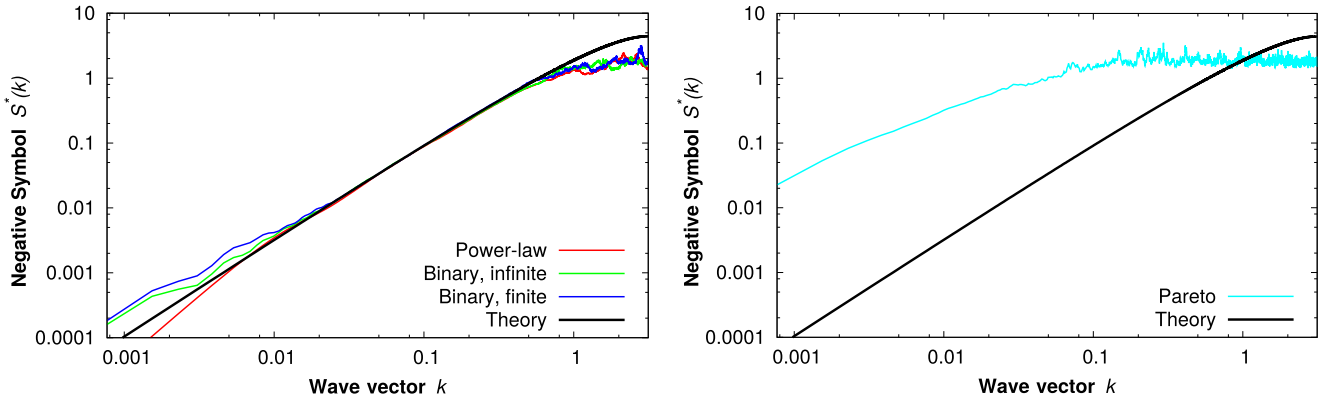 10
1
0.1
0.01
0.001
0.0001
0.001 0.01 0.1 1
Negative Symbol S*(k)
Wave vector k
Power-law
Binary, infinite
Binary, finite
Theory
10
1
0.1
0.01
0.001
0.0001
0.001 0.01 0.1 1
Negative Symbol S*(k)
Wave vector k
Pareto
Theory